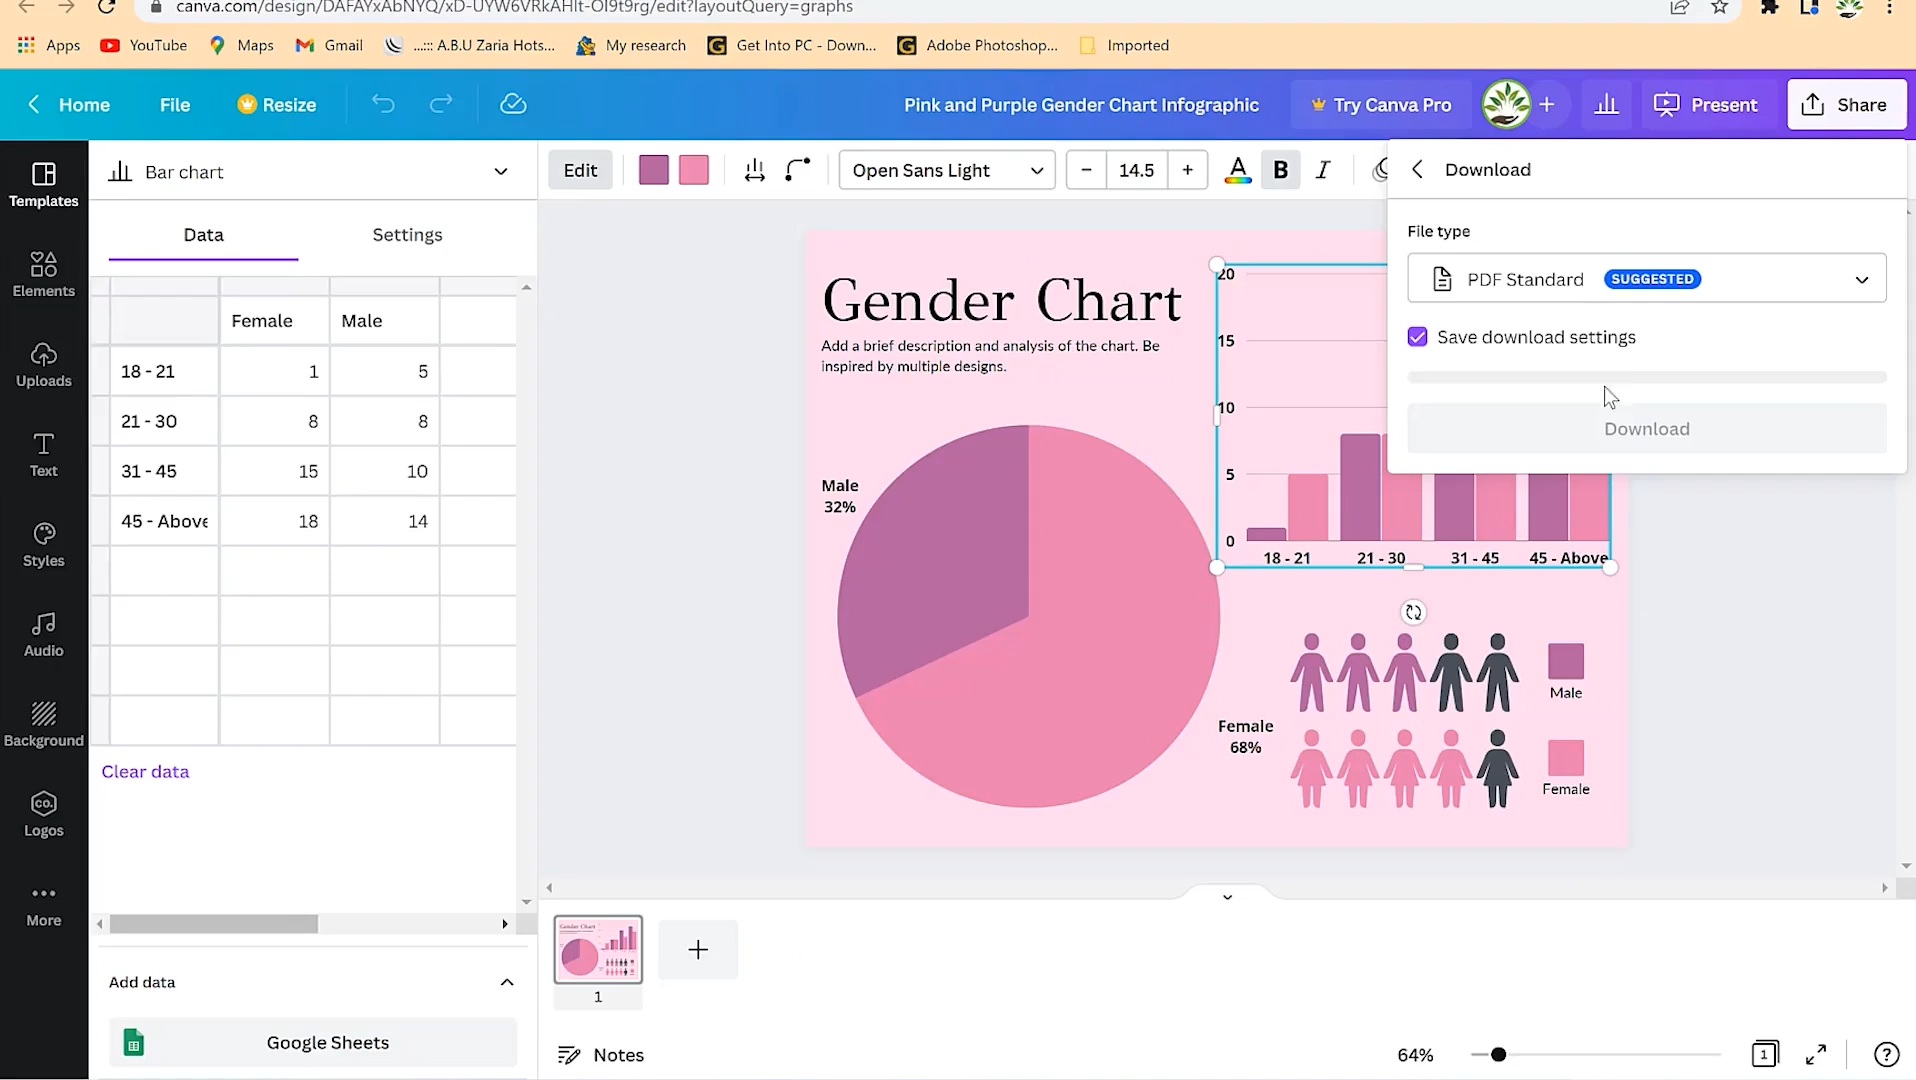 canva.com/design/DAFAYxAbNYQ/xD-UYW6VRkAHIt-OI9t9rg/edit?layoutQuery=graphs
Apps
YouTube
Maps
Gmail
...::: A.B.U Zaria Hots...
My research
Get Into PC - Down...
Adobe Photoshop...
Imported
Home
File
Resize
Pink and Purple Gender Chart Infographic
Try Canva Pro
Present
Share
Templates
Elements
Uploads
Text
Styles
Audio
Background
CO.
Logos
More
Bar chart
Data
Settings
Female Male
18 - 21 1 5
21 - 30 8 8
31 - 45 15 10
45 - Above 18 14
Clear data
Add data
Google Sheets
Edit
Open Sans Light
14.5
A
B
I
Download
File type
PDF Standard SUGGESTED
Save download settings
Download
Gender Chart
Add a brief description and analysis of the chart. Be
inspired by multiple designs.
Male
32%
Female
68%
20
15
10
5
0
18 - 21 21 - 30 31 - 45 45 - Above
Male
Female
1
Notes
64%
1
?